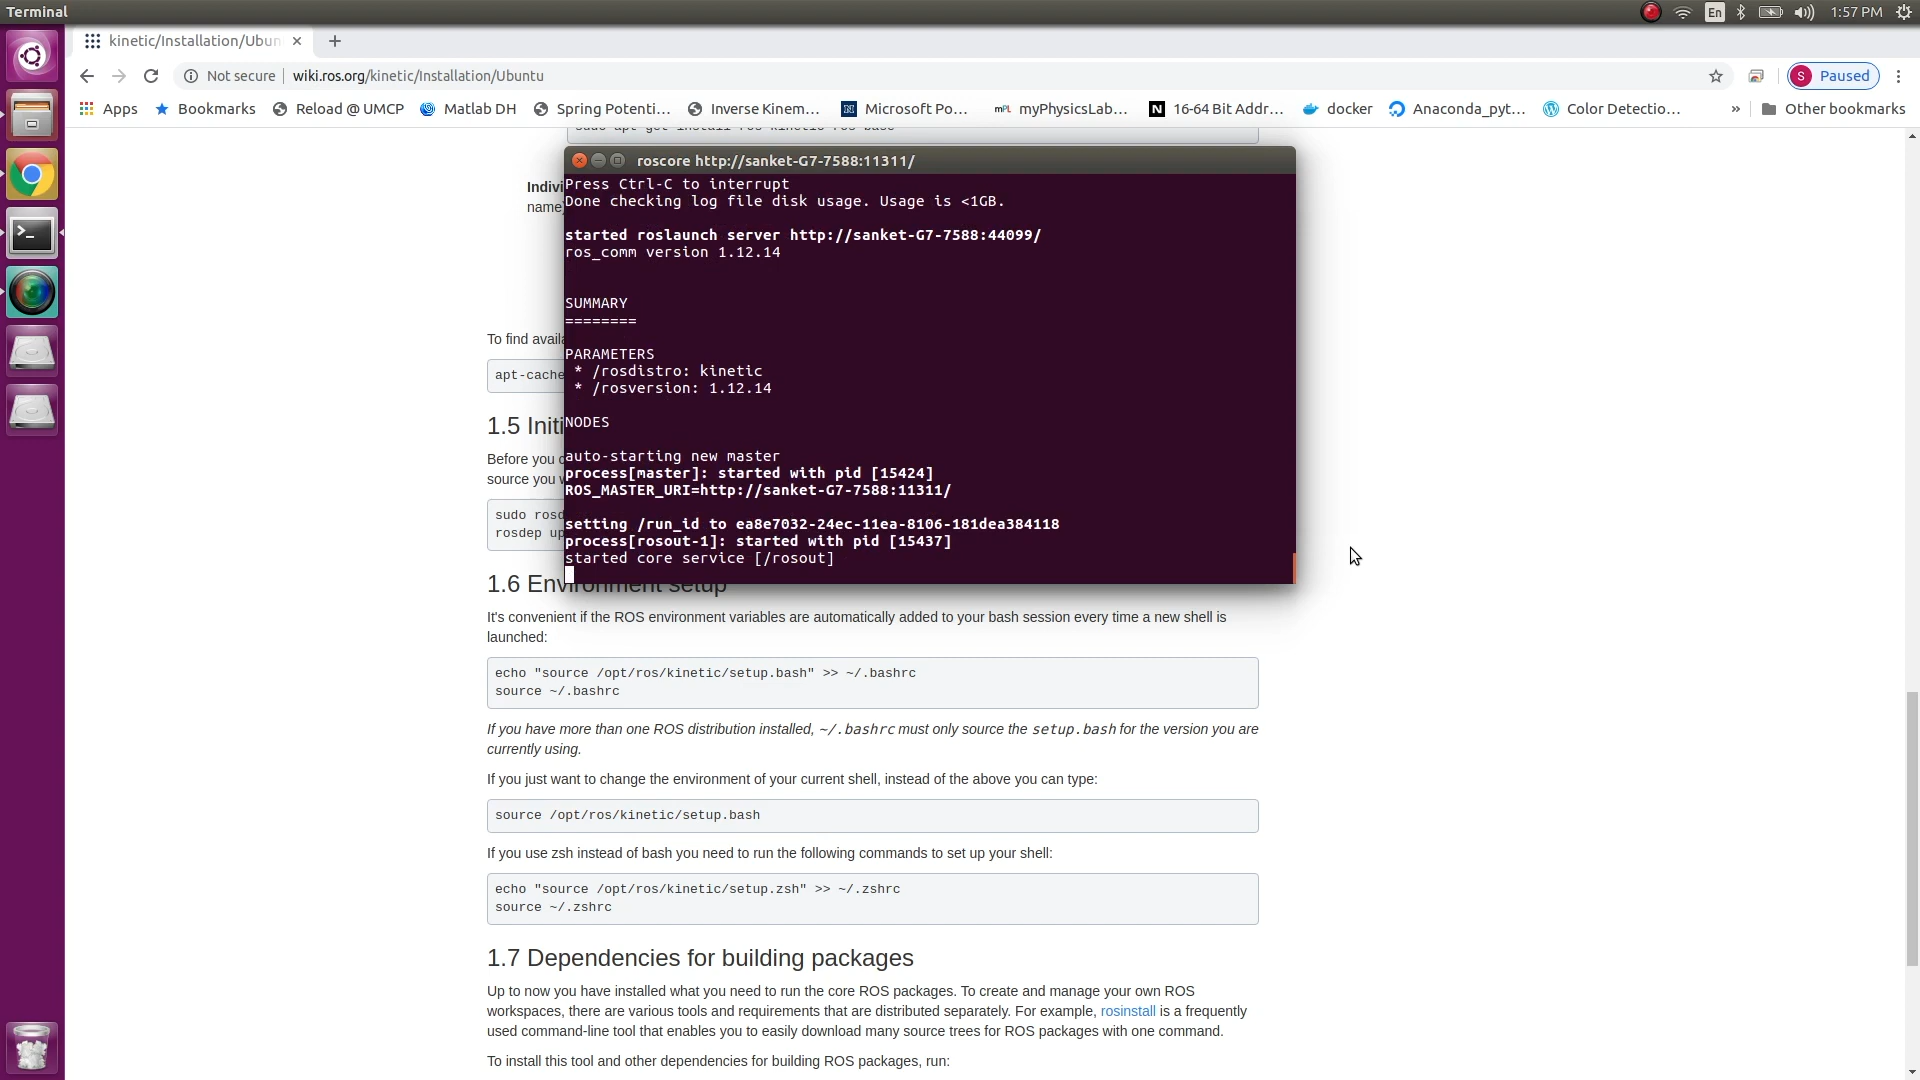 Terminal
En
1:57 PM
kinetic/Installation/Ubun
Not secure
wiki.ros.org/kinetic/Installation/Ubuntu
S Paused
Apps
Bookmarks
Reload @ UMCP
Matlab DH
Spring Potenti...
Inverse Kinem...
Microsoft Po...
mPL myPhysicsLab...
N 16-64 Bit Addr...
docker
Anaconda_pyt...
Color Detectio...
»
Other bookmarks
sudo apt-get install ros-kinetic-ros-base
Indivi
name)
roscore http://sanket-G7-7588:11311/
Press Ctrl-C to interrupt
Done checking log file disk usage. Usage is <1GB.
started roslaunch server http://sanket-G7-7588:44099/
ros_comm version 1.12.14
SUMMARY
========
PARAMETERS
* /rosdistro: kinetic
* /rosversion: 1.12.14
NODES
auto-starting new master
process[master]: started with pid [15424]
ROS_MASTER_URI=http://sanket-G7-7588:11311/
setting /run_id to ea8e7032-24ec-11ea-8106-181dea384118
process[rosout-1]: started with pid [15437]
started core service [/rosout]
To find availa
apt-cache
1.5 Initi
Before you c
source you w
sudo rosd
rosdep up
1.6 Environment setup
It's convenient if the ROS environment variables are automatically added to your bash session every time a new shell is
launched:
echo "source /opt/ros/kinetic/setup.bash" >> ~/.bashrc
source ~/.bashrc
If you have more than one ROS distribution installed, ~/.bashrc must only source the setup.bash for the version you are
currently using.
If you just want to change the environment of your current shell, instead of the above you can type:
source /opt/ros/kinetic/setup.bash
If you use zsh instead of bash you need to run the following commands to set up your shell:
echo "source /opt/ros/kinetic/setup.zsh" >> ~/.zshrc
source ~/.zshrc
1.7 Dependencies for building packages
Up to now you have installed what you need to run the core ROS packages. To create and manage your own ROS
workspaces, there are various tools and requirements that are distributed separately. For example, rosinstall is a frequently
used command-line tool that enables you to easily download many source trees for ROS packages with one command.
To install this tool and other dependencies for building ROS packages, run: